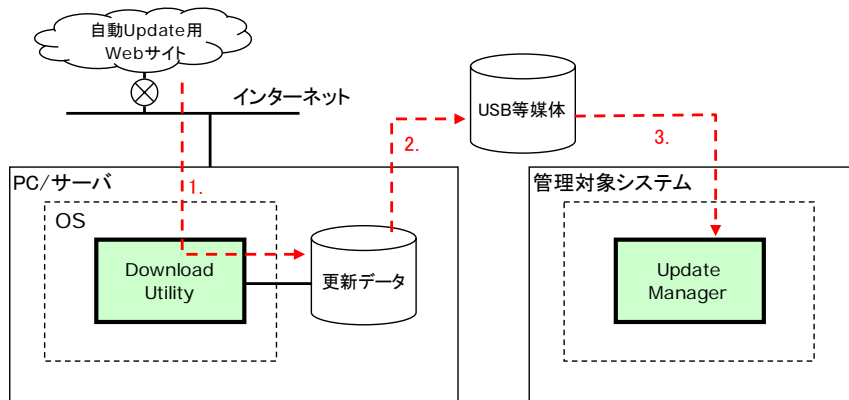 自動Update用
Webサイト
インターネット
USB等媒体
2.
3.
PC/サーバ
1.
管理対象システム
OS
Download
Utility
更新データ
Update
Manager